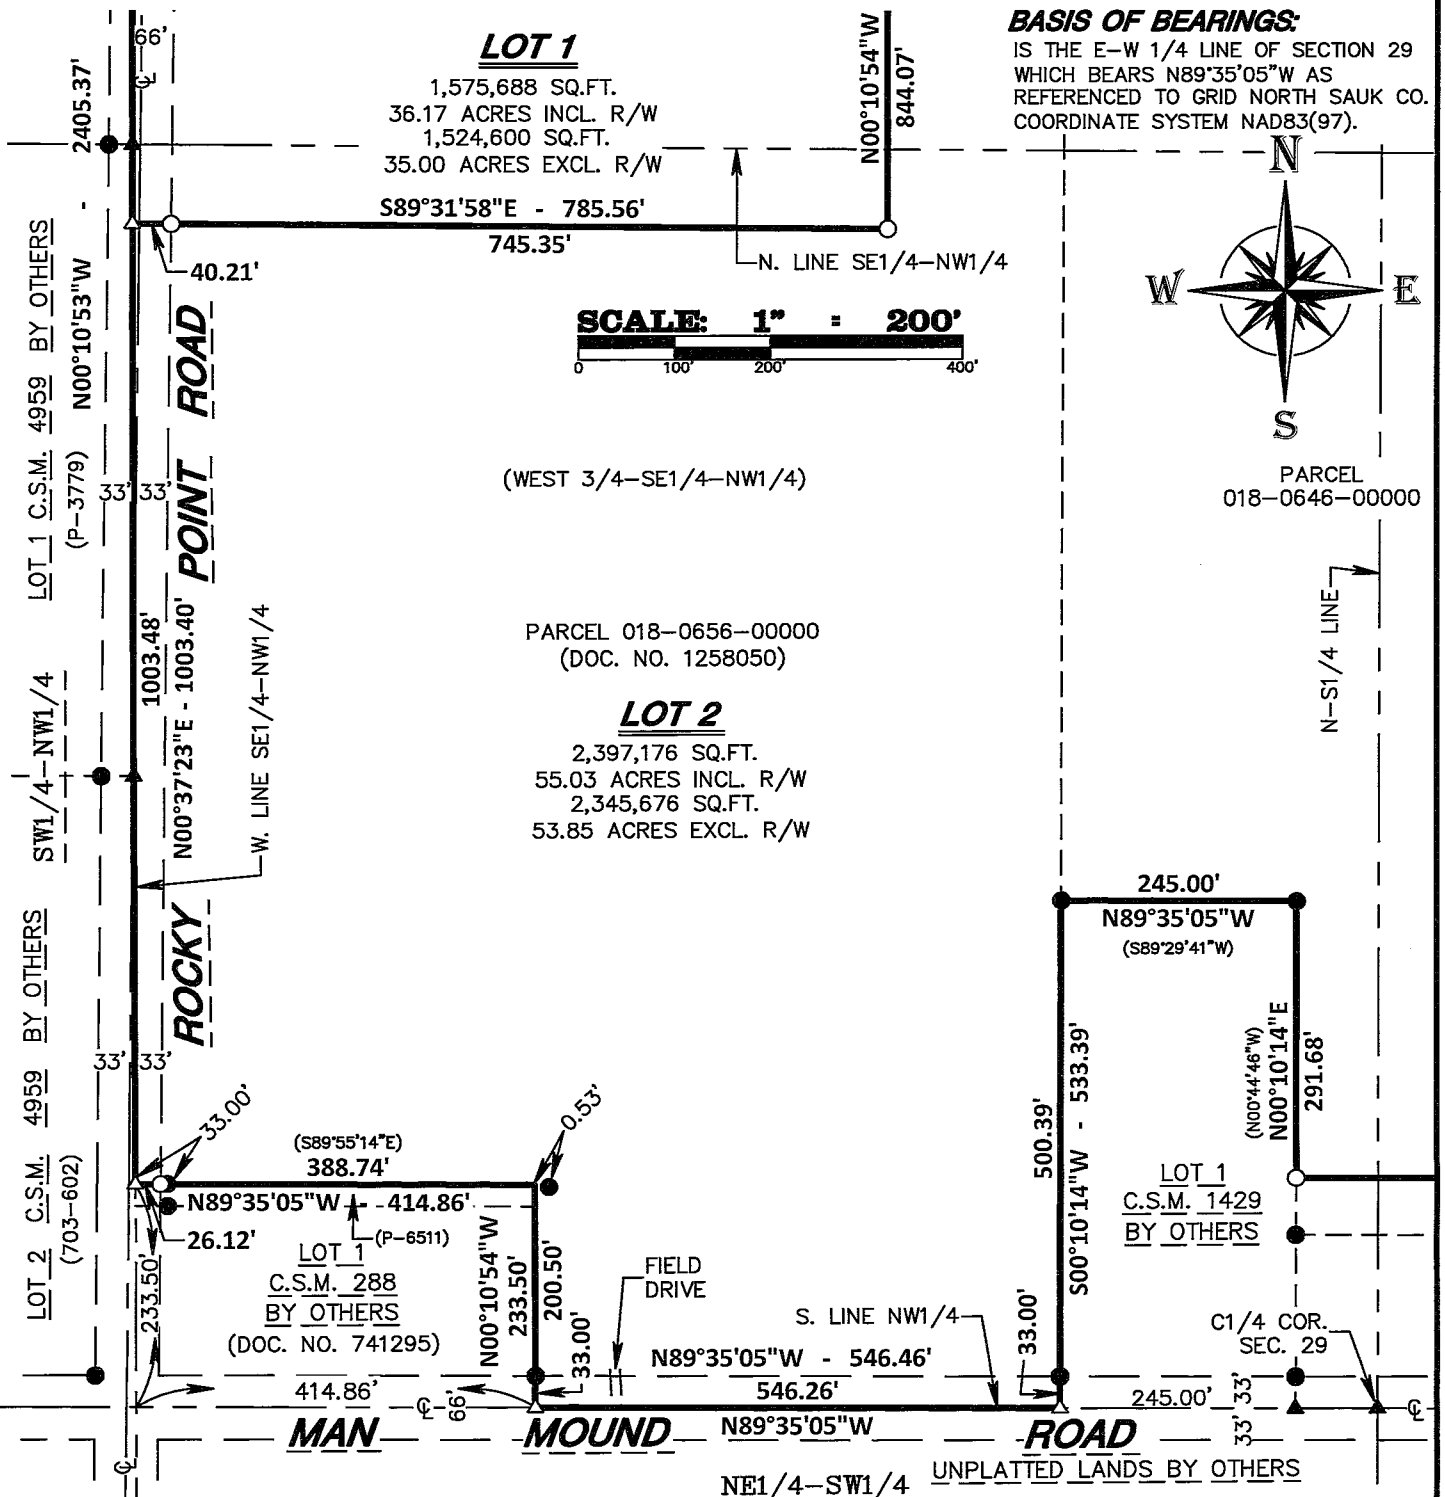 BASIS OF BEARINGS:
IS THE E-W 1/4 LINE OF SECTION 29
WHICH BEARS N89°35'05"W AS
REFERENCED TO GRID NORTH SAUK CO.
COORDINATE SYSTEM NAD83(97).
66'
℄
LOT 1
1,575,688 SQ.FT.
36.17 ACRES INCL. R/W
1,524,600 SQ.FT.
35.00 ACRES EXCL. R/W
N00°10'54"W
844.07'
N00°10'53"W - 2405.37'
S89°31'58"E - 785.56'
745.35'
40.21'
N. LINE SE1/4-NW1/4
N
W
E
S
SCALE: 1" = 200'
0 100' 200' 400'
LOT 1 C.S.M. 4959 BY OTHERS
(P-3779)
33' 33'
ROCKY POINT ROAD
(WEST 3/4-SE1/4-NW1/4)
PARCEL
018-0646-00000
N-S1/4 LINE
1003.48'
N00°37'23"E - 1003.40'
W. LINE SE1/4-NW1/4
SW1/4-NW1/4
PARCEL 018-0656-00000
(DOC. NO. 1258050)
LOT 2
2,397,176 SQ.FT.
55.03 ACRES INCL. R/W
2,345,676 SQ.FT.
53.85 ACRES EXCL. R/W
245.00'
N89°35'05"W
(S89°29'41"W)
(N00°44'46"W)
N00°10'14"E
291.68'
500.39'
S00°10'14"W - 533.39'
33.00'
LOT 2 C.S.M. 4959 BY OTHERS
(703-602)
33' 33'
33.00'
0.53'
(S89°55'14"E)
388.74'
N89°35'05"W - 414.86'
(P-6511)
26.12'
233.50'
LOT 1
C.S.M. 288
BY OTHERS
(DOC. NO. 741295)
N00°10'54"W
233.50'
200.50'
33.00'
FIELD
DRIVE
S. LINE NW1/4
LOT 1
C.S.M. 1429
BY OTHERS
C1/4 COR.
SEC. 29
N89°35'05"W - 546.46'
546.26'
N89°35'05"W
414.86'
℄
66'
245.00'
33' 33'
℄
MAN MOUND ROAD
℄
NE1/4-SW1/4
UNPLATTED LANDS BY OTHERS